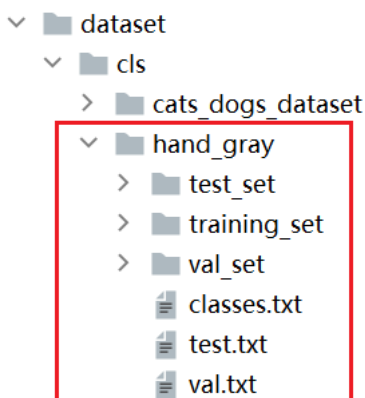 dataset
cls
cats_dogs_dataset
hand_gray
test_set
training_set
val_set
classes.txt
test.txt
val.txt